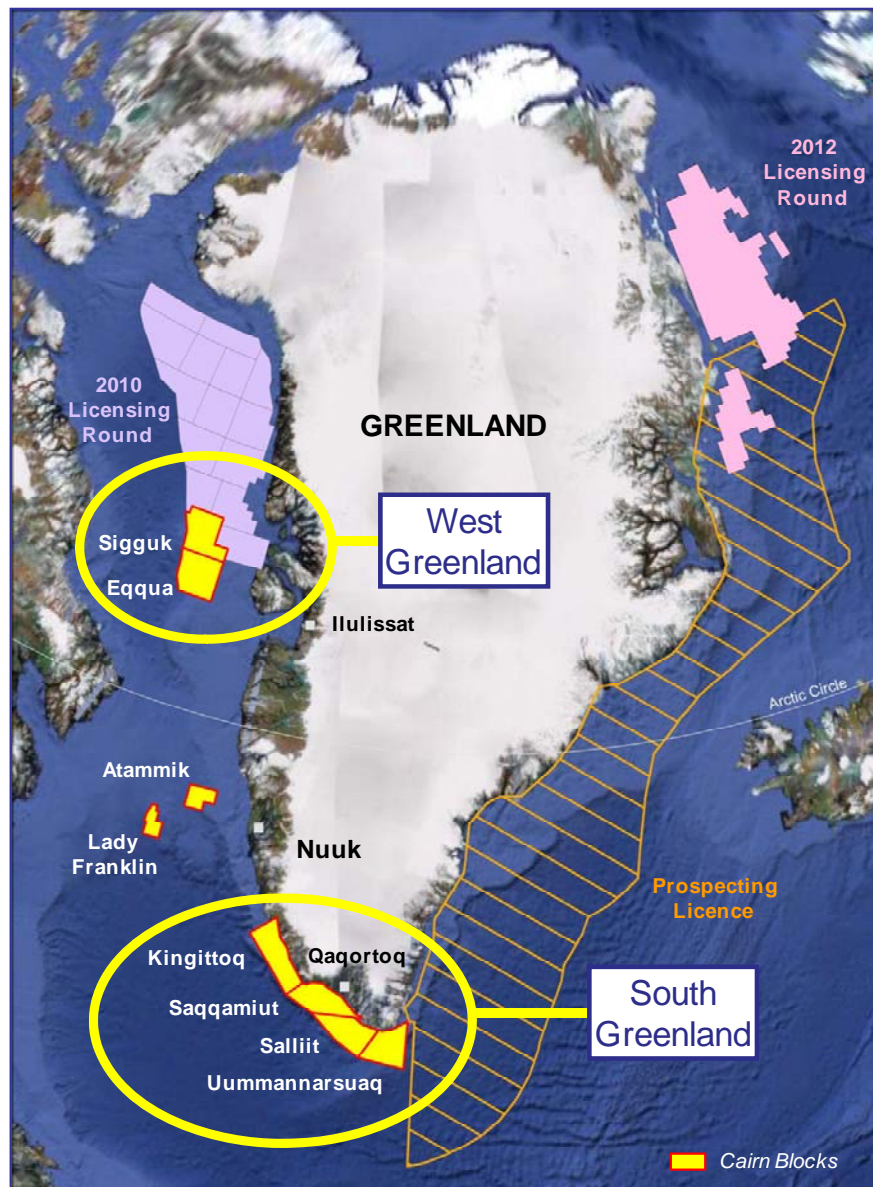 2012
Licensing
Round
2010
Licensing
Round
GREENLAND
West
Greenland
Sigguk
Eqqua
Ilulissat
Arctic Circle
Atammik
Lady
Franklin
Nuuk
Prospecting
Licence
Kingittoq
Qaqortoq
Saqqamiut
South
Greenland
Salliit
Uummannarsuaq
Cairn Blocks